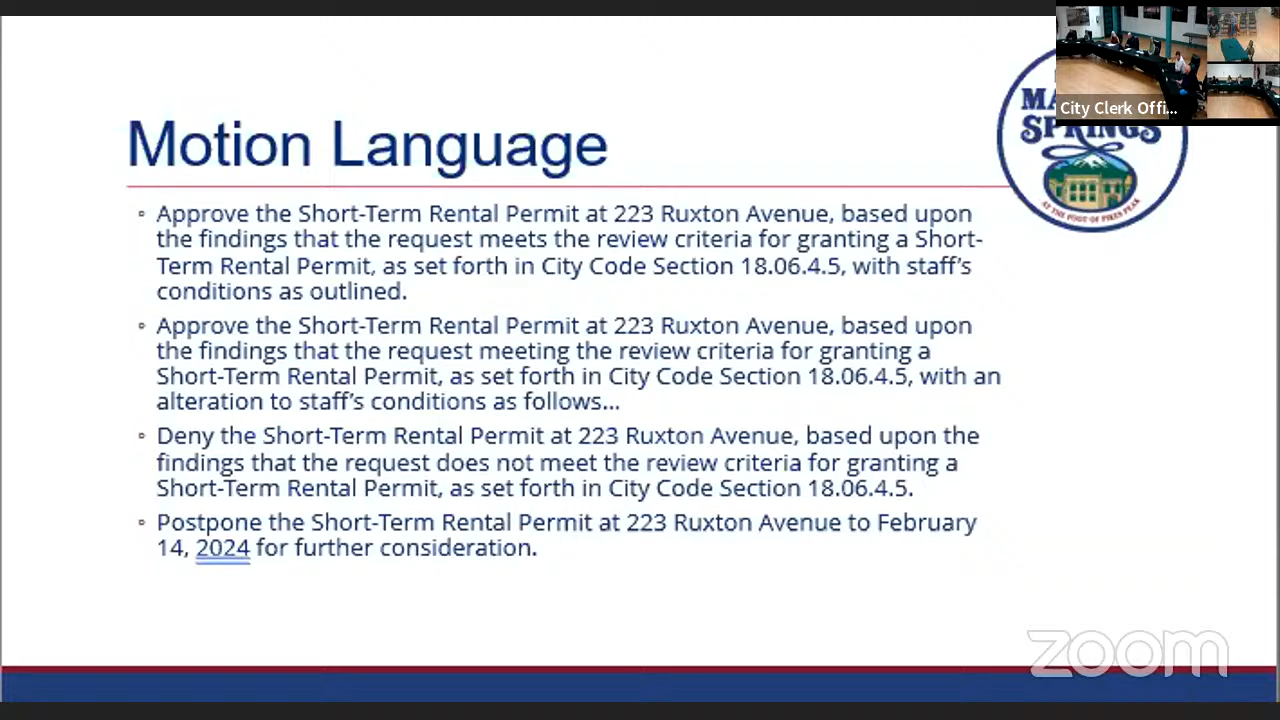 City Clerk Offi...
SPRINGS
AT THE FOOT OF PIKES PEAK
Motion Language
Approve the Short-Term Rental Permit at 223 Ruxton Avenue, based upon
the findings that the request meets the review criteria for granting a Short-
Term Rental Permit, as set forth in City Code Section 18.06.4.5, with staff's
conditions as outlined.
Approve the Short-Term Rental Permit at 223 Ruxton Avenue, based upon
the findings that the request meeting the review criteria for granting a
Short-Term Rental Permit, as set forth in City Code Section 18.06.4.5, with an
alteration to staff's conditions as follows...
Deny the Short-Term Rental Permit at 223 Ruxton Avenue, based upon the
findings that the request does not meet the review criteria for granting a
Short-Term Rental Permit, as set forth in City Code Section 18.06.4.5.
Postpone the Short-Term Rental Permit at 223 Ruxton Avenue to February
14, 2024 for further consideration.
zoom